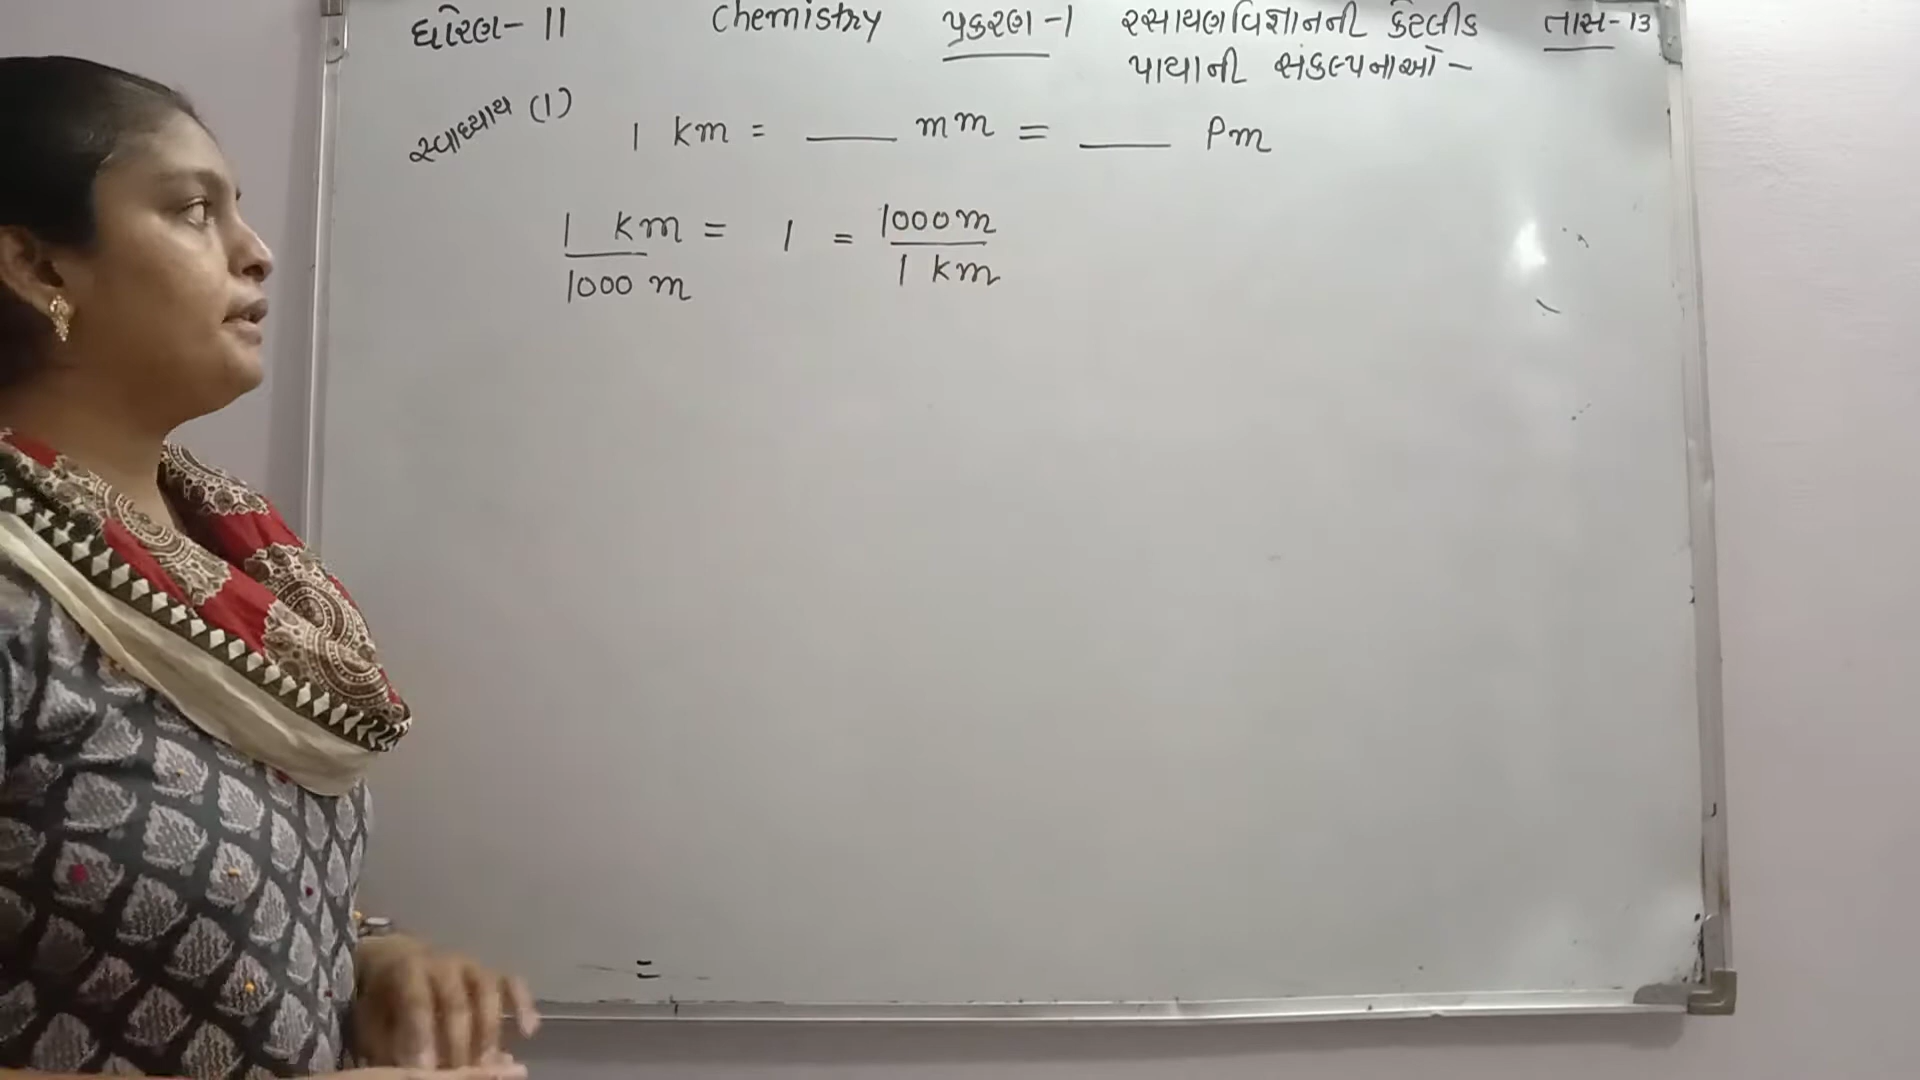 ધોરણ- 11 Chemistry પ્રકરણ -1 રસાયણવિજ્ઞાનની કેટલીક તાસ-13
પાયાની સંકલ્પનાઓ -
સ્વાધ્યાય (1) 1 km = ___ mm = ___ Pm
1 km / 1000 m = 1 = 1000m / 1 km
=